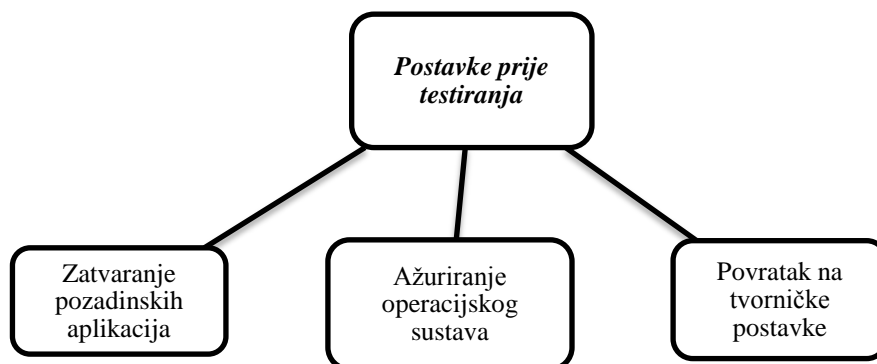 Postavke prije
testiranja
Zatvaranje
pozadinskih
aplikacija
Ažuriranje
operacijskog
sustava
Povratak na
tvorničke
postavke